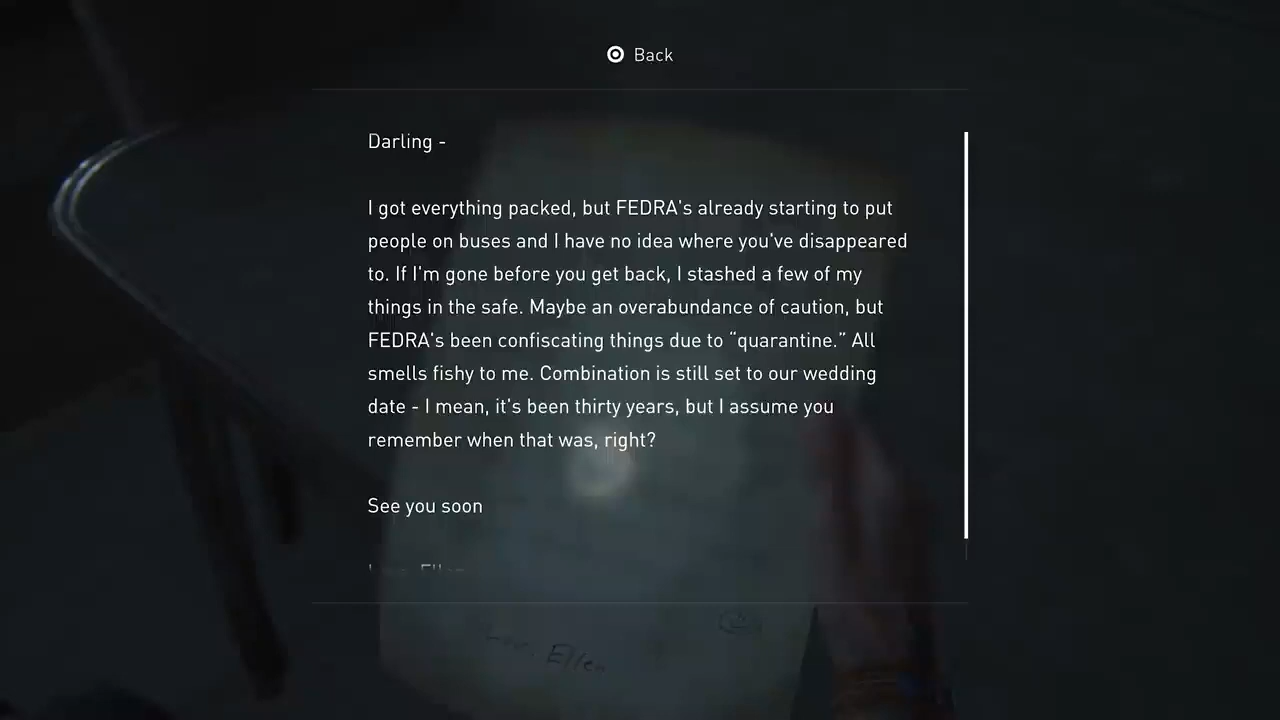 Back
Darling -
I got everything packed, but FEDRA's already starting to put
people on buses and I have no idea where you've disappeared
to. If I'm gone before you get back, I stashed a few of my
things in the safe. Maybe an overabundance of caution, but
FEDRA's been confiscating things due to “quarantine.” All
smells fishy to me. Combination is still set to our wedding
date - I mean, it's been thirty years, but I assume you
remember when that was, right?
See you soon
Love, Ellen
Love, Ellen